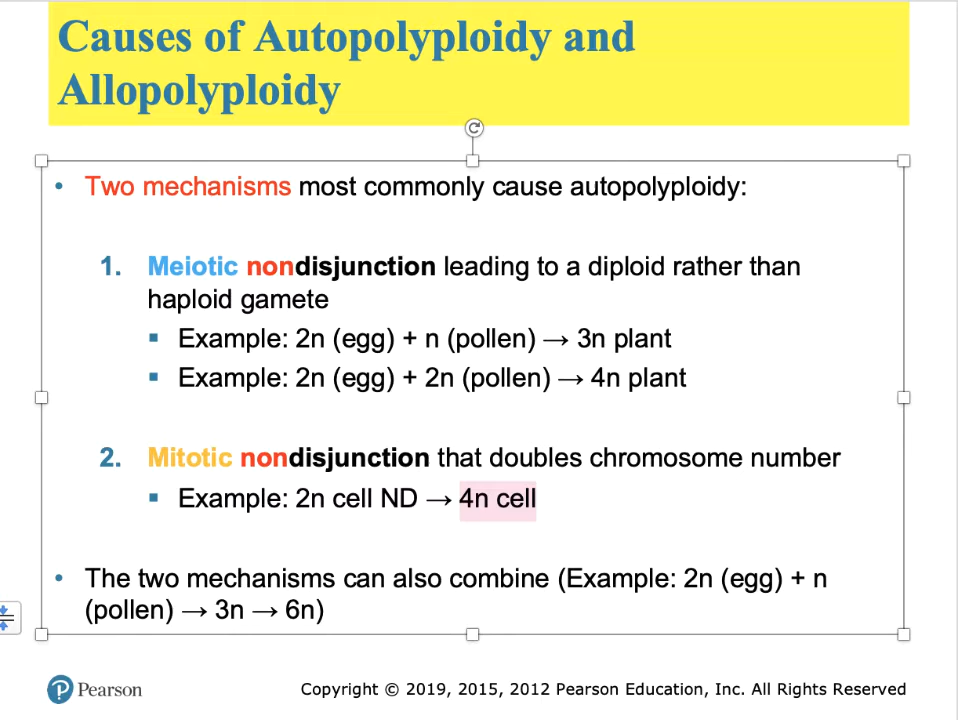 Causes of Autopolyploidy and
Allopolyploidy
• Two mechanisms most commonly cause autopolyploidy:
1. Meiotic nondisjunction leading to a diploid rather than
haploid gamete
▪ Example: 2n (egg) + n (pollen) → 3n plant
▪ Example: 2n (egg) + 2n (pollen) → 4n plant
2. Mitotic nondisjunction that doubles chromosome number
▪ Example: 2n cell ND → 4n cell
• The two mechanisms can also combine (Example: 2n (egg) + n
(pollen) → 3n → 6n)
Pearson
Copyright © 2019, 2015, 2012 Pearson Education, Inc. All Rights Reserved